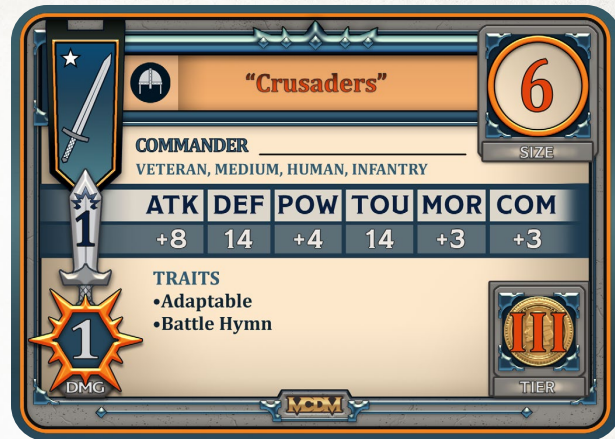 “Crusaders”
6
SIZE
COMMANDER
VETERAN, MEDIUM, HUMAN, INFANTRY
1
ATK DEF POW TOU MOR COM
+8 14 +4 14 +3 +3
TRAITS
•Adaptable
•Battle Hymn
1
DMG
III
TIER
MCDM